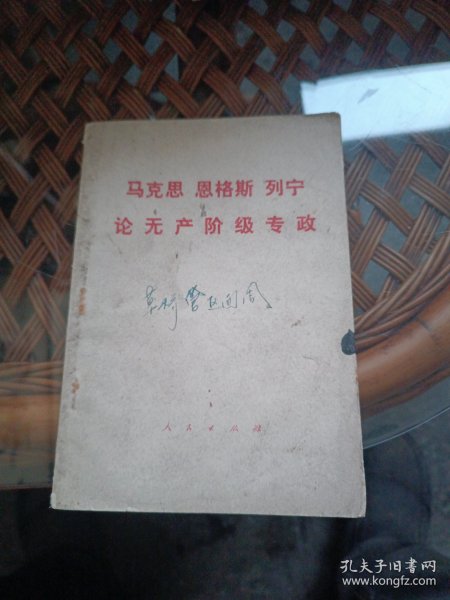 马克思 恩格斯 列宁
论无产阶级专政
人民出版社
孔夫子旧书网
www.kongfz.com